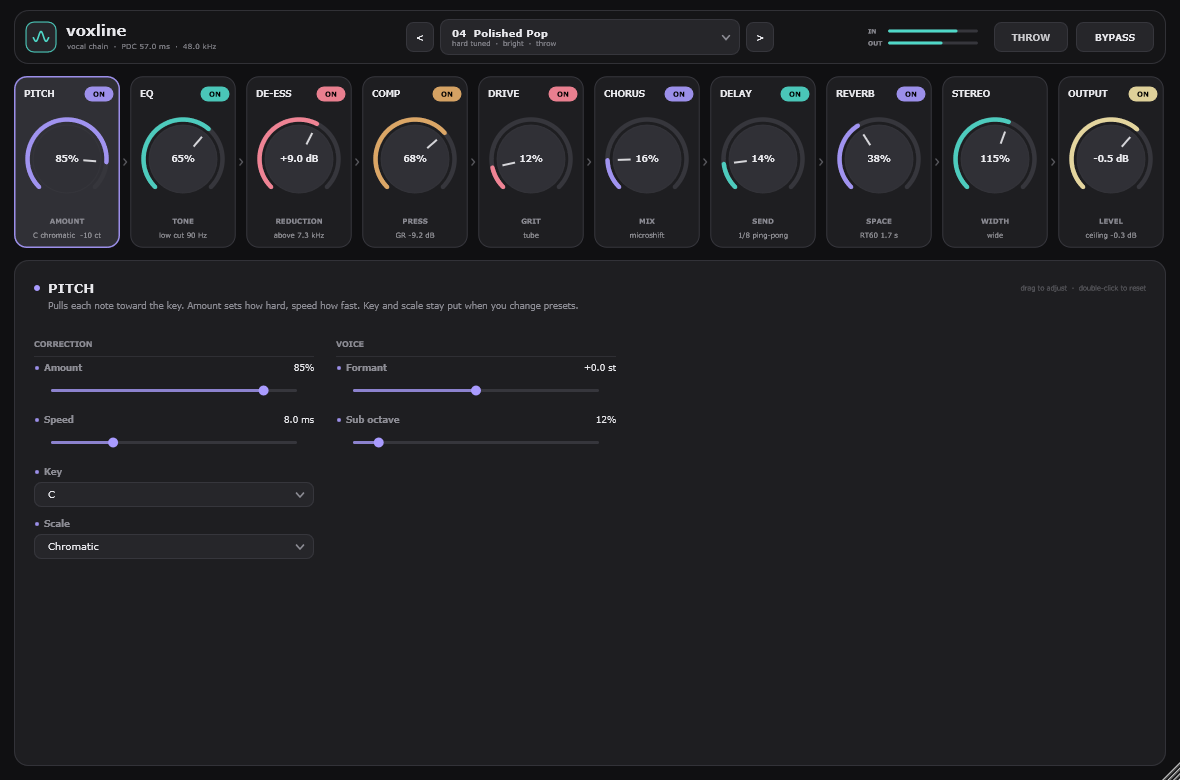 voxline
vocal chain · PDC 57.0 ms · 48.0 kHz
<
04 Polished Pop
hard tuned · bright · throw
>
IN
OUT
THROW
BYPASS
PITCH ON
85%
AMOUNT
C chromatic -10 ct
EQ ON
65%
TONE
low cut 90 Hz
DE-ESS ON
+9.0 dB
REDUCTION
above 7.3 kHz
COMP ON
68%
PRESS
GR -9.2 dB
DRIVE ON
12%
GRIT
tube
CHORUS ON
16%
MIX
microshift
DELAY ON
14%
SEND
1/8 ping-pong
REVERB ON
38%
SPACE
RT60 1.7 s
STEREO
115%
WIDTH
wide
OUTPUT ON
-0.5 dB
LEVEL
ceiling -0.3 dB
PITCH
Pulls each note toward the key. Amount sets how hard, speed how fast. Key and scale stay put when you change presets.
drag to adjust · double-click to reset
CORRECTION
Amount 85%
Speed 8.0 ms
Key
C
Scale
Chromatic
VOICE
Formant +0.0 st
Sub octave 12%